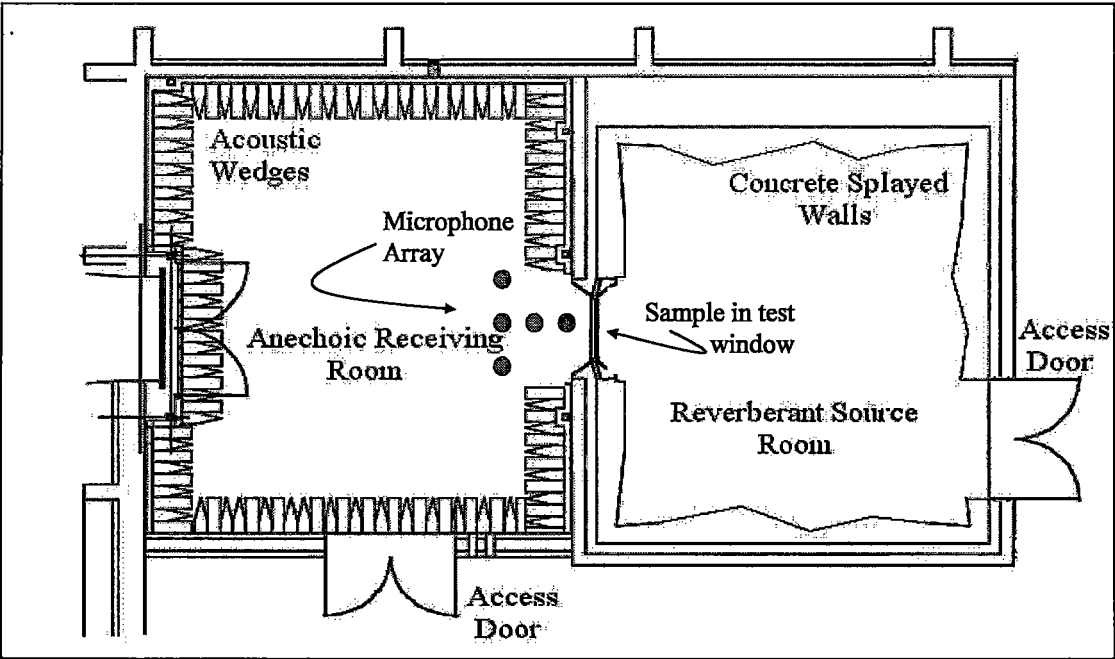 Acoustic
Wedges
Concrete Splayed
Walls
Microphone
Array
Anechoic Receiving
Room
Sample in test
window
Access
Door
Reverberant Source
Room
Access
Door